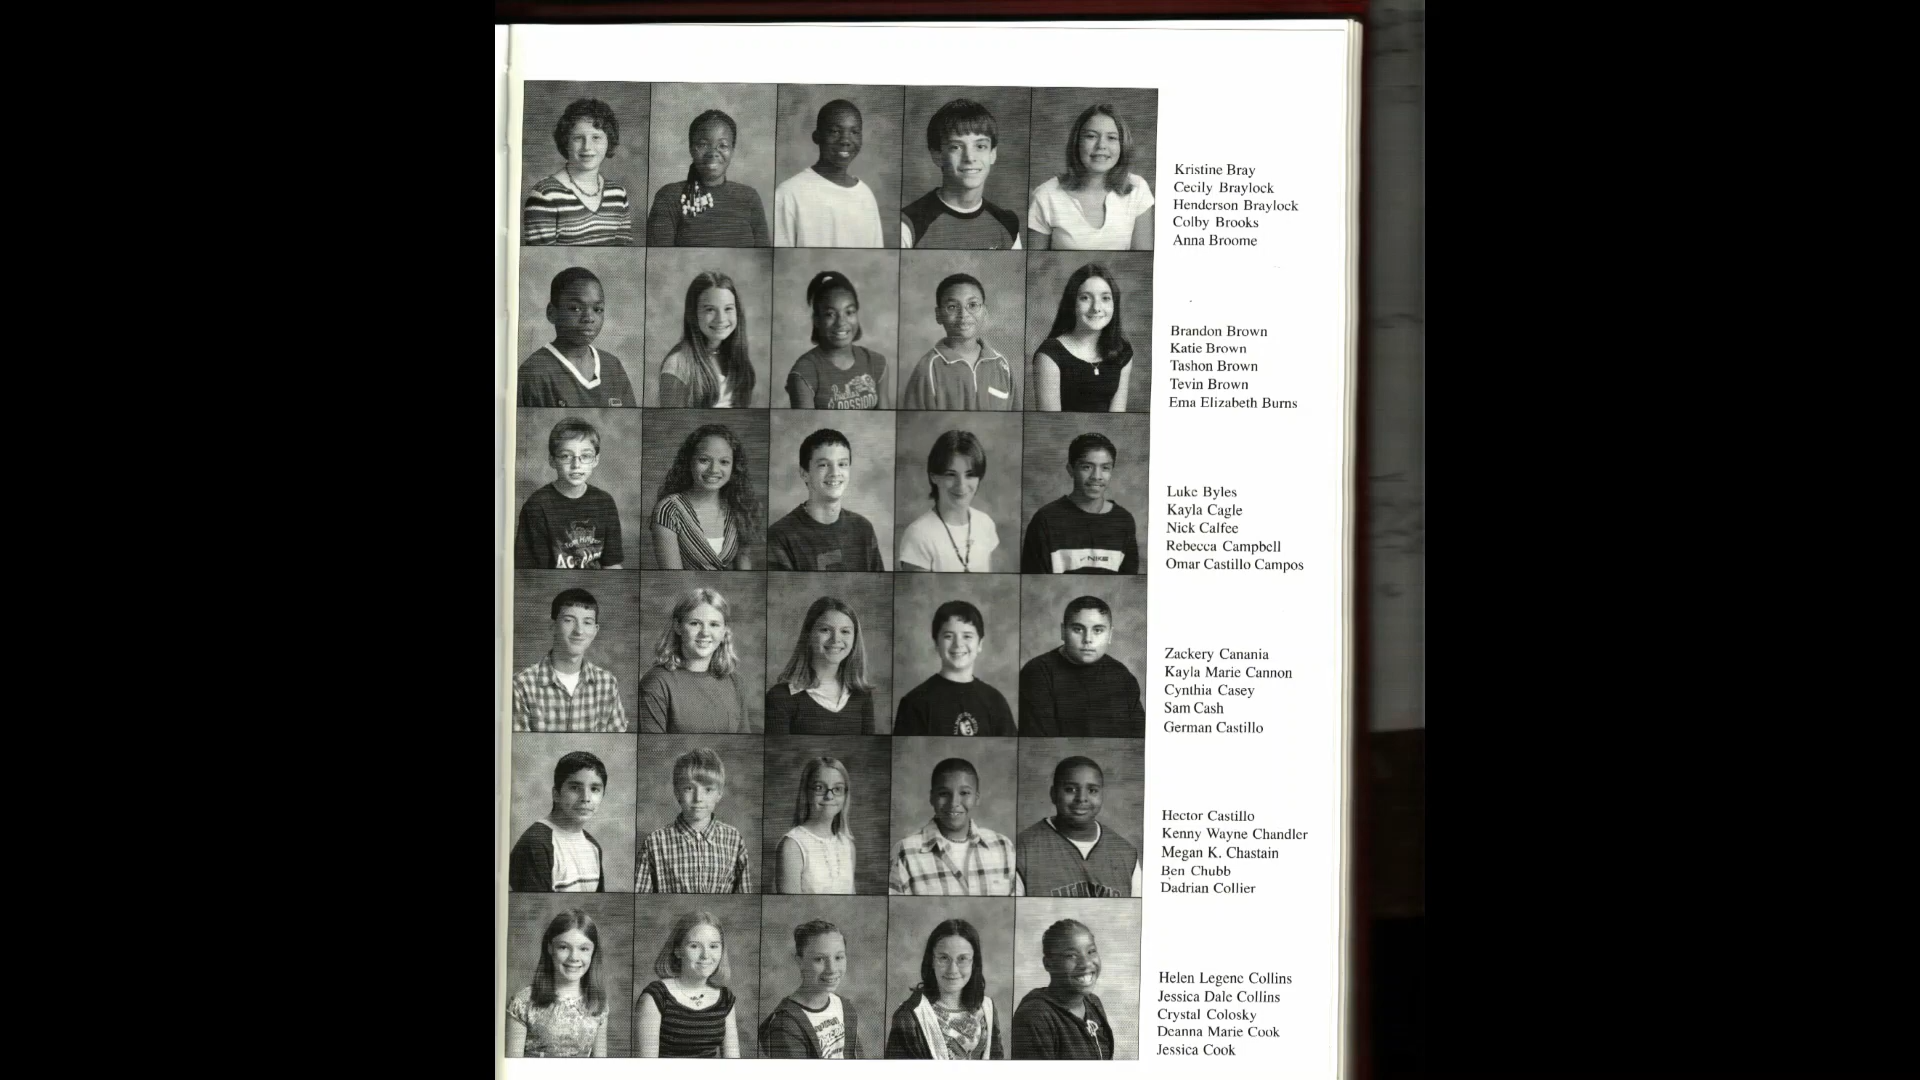 Kristine Bray
Cecily Braylock
Henderson Braylock
Colby Brooks
Anna Broome
Brandon Brown
Katie Brown
Tashon Brown
Tevin Brown
Ema Elizabeth Burns
Luke Byles
Kayla Cagle
Nick Calfee
Rebecca Campbell
Omar Castillo Campos
NIKE
Zackery Canania
Kayla Marie Cannon
Cynthia Casey
Sam Cash
German Castillo
Hector Castillo
Kenny Wayne Chandler
Megan K. Chastain
Ben Chubb
Dadrian Collier
Helen Legene Collins
Jessica Dale Collins
Crystal Colosky
Deanna Marie Cook
Jessica Cook